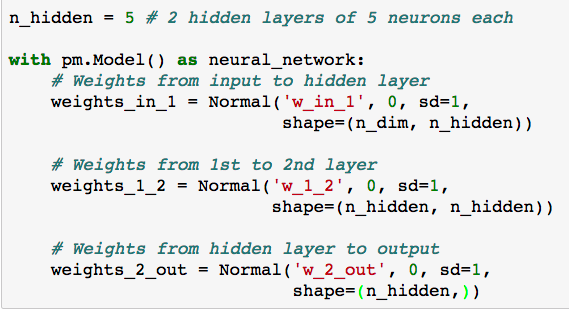 n_hidden = 5 # 2 hidden layers of 5 neurons each
with pm.Model() as neural_network:
# Weights from input to hidden layer
weights_in_1 = Normal('w_in_1', 0, sd=1,
shape=(n_dim, n_hidden))
# Weights from 1st to 2nd layer
weights_1_2 = Normal('w_1_2', 0, sd=1,
shape=(n_hidden, n_hidden))
# Weights from hidden layer to output
weights_2_out = Normal('w_2_out', 0, sd=1,
shape=(n_hidden,))